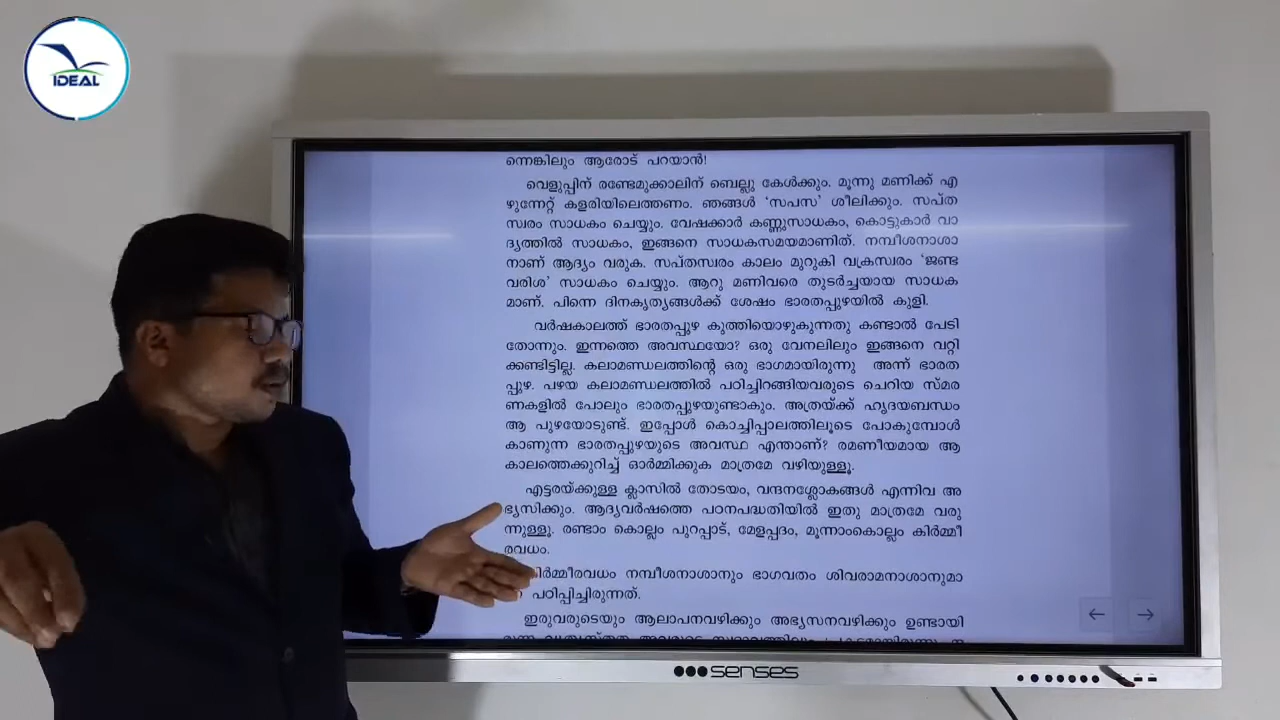 IDEAL
ന്നെങ്കിലും ആരോട് പറയാൻ!
വെളുപ്പിന് രണ്ടേമുക്കാലിന് ബെല്ലു കേൾക്കും. മൂന്നു മണിക്ക് എ
ഴുന്നേറ്റ് കളരിയിലെത്തണം. ഞങ്ങൾ 'സപസ' ശീലിക്കും. സപ്ത
സ്വരം സാധകം ചെയ്യും. വേഷക്കാർ കണ്ണുസാധകം, കൊട്ടുകാർ വാ
ദ്യത്തിൽ സാധകം, ഇങ്ങനെ സാധകസമയമാണിത്. നമ്പീശനാശാ
നാണ് ആദ്യം വരുക. സപ്തസ്വരം കാലം മുറുകി വക്രസ്വരം 'ജണ്ട
വരിശ' സാധകം ചെയ്യും. ആറു മണിവരെ തുടർച്ചയായ സാധക
മാണ്. പിന്നെ ദിനകൃത്യങ്ങൾക്ക് ശേഷം ഭാരതപ്പുഴയിൽ കുളി.
വർഷകാലത്ത് ഭാരതപ്പുഴ കുത്തിയൊഴുകുന്നതു കണ്ടാൽ പേടി
തോന്നും. ഇന്നത്തെ അവസ്ഥയോ? ഒരു വേനലിലും ഇങ്ങനെ വറ്റി
ക്കണ്ടിട്ടില്ല. കലാമണ്ഡലത്തിന്റെ ഒരു ഭാഗമായിരുന്നു അന്ന് ഭാരത
പ്പുഴ. പഴയ കലാമണ്ഡലത്തിൽ പഠിച്ചിറങ്ങിയവരുടെ ചെറിയ സ്മര
ണകളിൽ പോലും ഭാരതപ്പുഴയുണ്ടാകും. അത്രയ്ക്ക് ഹൃദയബന്ധം
ആ പുഴയോടുണ്ട്. ഇപ്പോൾ കൊച്ചിപ്പാലത്തിലൂടെ പോകുമ്പോൾ
കാണുന്ന ഭാരതപ്പുഴയുടെ അവസ്ഥ എന്താണ്? രമണീയമായ ആ
കാലത്തെക്കുറിച്ച് ഓർമ്മിക്കുക മാത്രമേ വഴിയുള്ളൂ.
എട്ടരയ്ക്കുള്ള ക്ലാസിൽ തോടയം, വന്ദനശ്ലോകങ്ങൾ എന്നിവ അ
ഭ്യസിക്കും. ആദ്യവർഷത്തെ പഠനപദ്ധതിയിൽ ഇതു മാത്രമേ വരു
ന്നുള്ളൂ. രണ്ടാം കൊല്ലം പുറപ്പാട്, മേളപ്പദം, മൂന്നാംകൊല്ലം കിർമ്മീ
രവധം.
കിർമ്മീരവധം നമ്പീശനാശാനും ഭാഗവതം ശിവരാമനാശാനുമാ
ണ് പഠിപ്പിച്ചിരുന്നത്.
ഇരുവരുടെയും ആലാപനവഴിക്കും അഭ്യസനവഴിക്കും ഉണ്ടായി
senses